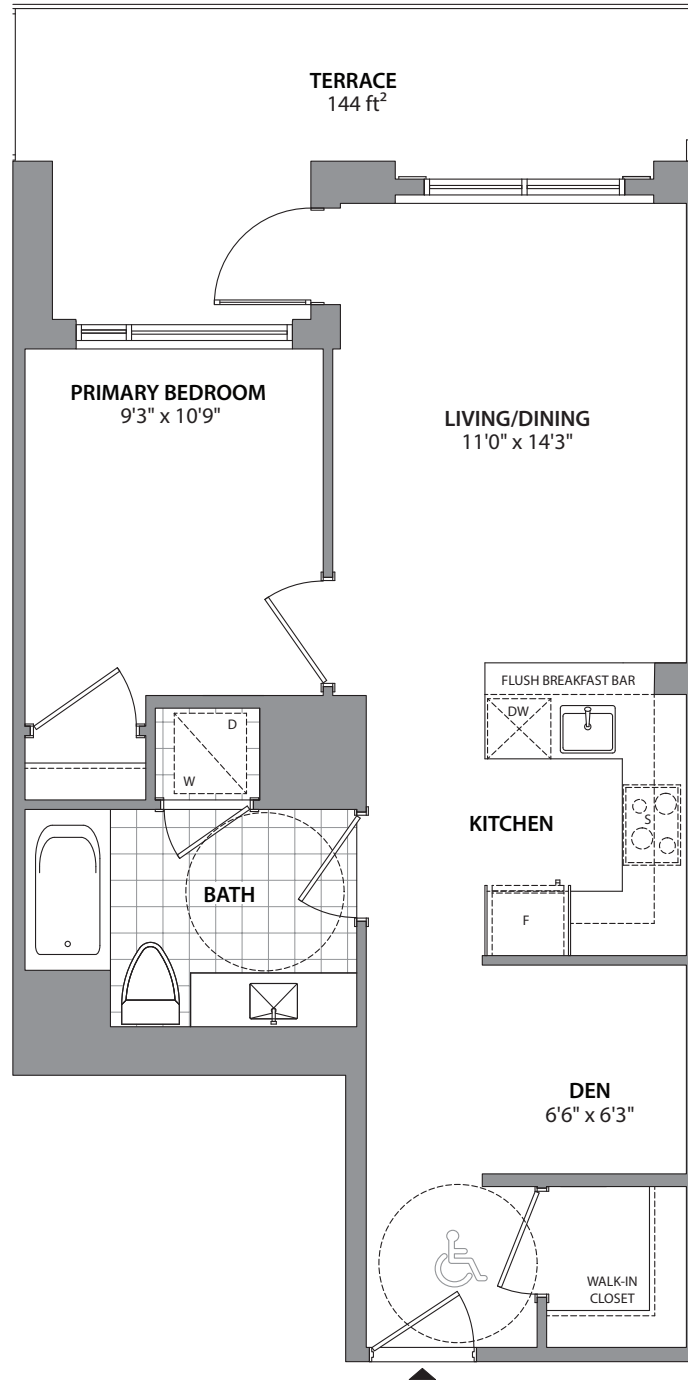 TERRACE
144 ft²
PRIMARY BEDROOM
9'3" x 10'9"
LIVING/DINING
11'0" x 14'3"
FLUSH BREAKFAST BAR
DW
D
W
S
KITCHEN
BATH
F
DEN
6'6" x 6'3"
WALK-IN
CLOSET